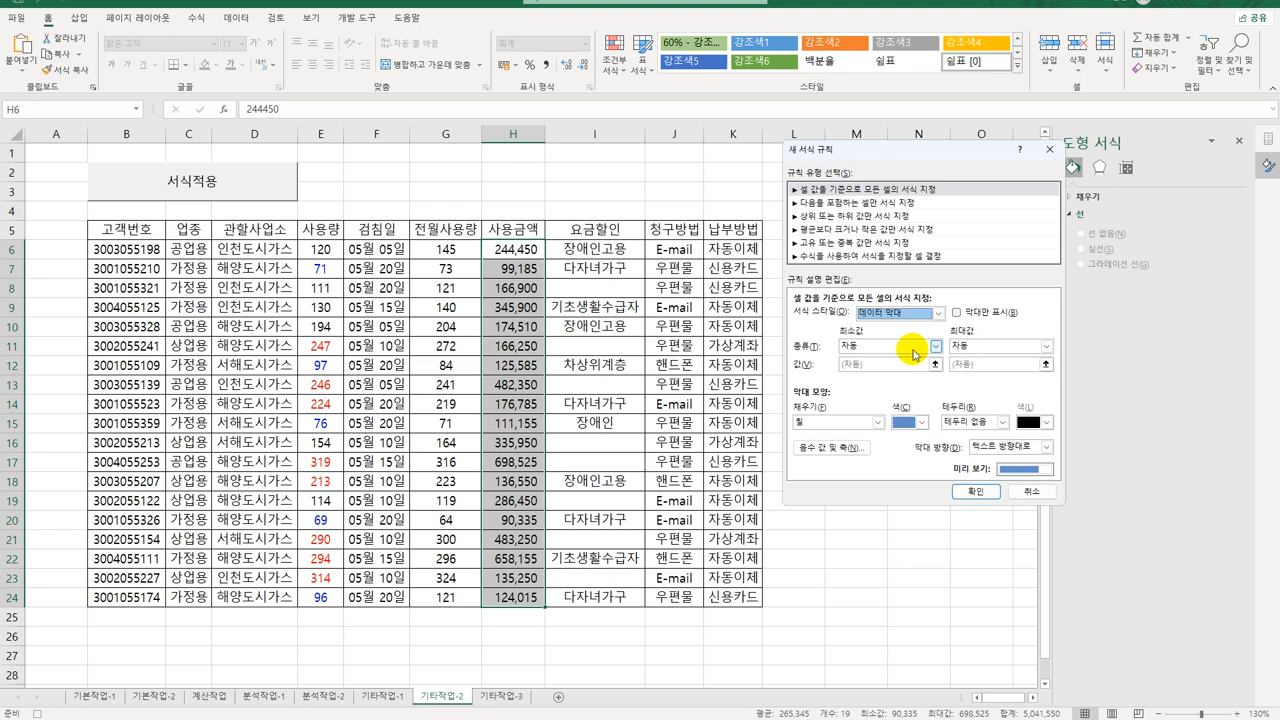 파일 홈 삽입 페이지 레이아웃 수식 데이터 검토 보기 개발 도구 도움말 공유
잘라내기
복사
서식 복사
붙여넣기
클립보드
맑은 고딕 11
글꼴
자동 줄 바꿈
병합하고 가운데 맞춤
맞춤
회계
표시 형식
조건부 서식
표 서식
60% - 강조... 강조색1 강조색2 강조색3 강조색4
강조색5 강조색6 백분율 쉼표 쉼표 [0]
스타일
삽입 삭제 서식
셀
자동 합계
채우기
지우기
정렬 및 필터
찾기 및 선택
편집
H6 fx 244450
A B C D E F G H I J K L M N O
1
2
3
4
서식적용
5 고객번호 업종 관할사업소 사용량 검침일 전월사용량 사용금액 요금할인 청구방법 납부방법
6 3003055198 공업용 인천도시가스 120 05월 05일 145 244,450 장애인고용 E-mail 자동이체
7 3001055210 가정용 해양도시가스 71 05월 20일 73 99,185 다자녀가구 우편물 신용카드
8 3001055321 가정용 해양도시가스 111 05월 20일 121 166,900 우편물 신용카드
9 3004055125 가정용 해양도시가스 130 05월 15일 140 345,900 기초생활수급자 E-mail 자동이체
10 3003055328 공업용 해양도시가스 194 05월 05일 204 174,510 장애인고용 우편물 자동이체
11 3002055241 상업용 해양도시가스 247 05월 10일 272 166,250 우편물 가상계좌
12 3001055109 가정용 서해도시가스 97 05월 20일 84 125,585 차상위계층 핸드폰 자동이체
13 3003055139 공업용 인천도시가스 246 05월 05일 241 482,350 우편물 자동이체
14 3001055523 가정용 해양도시가스 224 05월 20일 219 176,785 다자녀가구 우편물 자동이체
15 3001055359 가정용 서해도시가스 76 05월 20일 71 111,155 장애인 우편물 자동이체
16 3002055213 상업용 서해도시가스 154 05월 10일 164 335,950 우편물 가상계좌
17 3004055253 공업용 서해도시가스 319 05월 15일 316 698,525 우편물 신용카드
18 3003055207 상업용 해양도시가스 213 05월 10일 223 136,550 장애인고용 핸드폰 자동이체
19 3002055122 상업용 해양도시가스 114 05월 10일 119 286,450 E-mail 자동이체
20 3001055326 가정용 해양도시가스 69 05월 20일 64 90,335 다자녀가구 E-mail 자동이체
21 3002055154 상업용 서해도시가스 290 05월 10일 300 483,250 우편물 가상계좌
22 3004055111 가정용 해양도시가스 294 05월 15일 296 658,155 기초생활수급자 핸드폰 자동이체
23 3002055227 상업용 인천도시가스 314 05월 10일 324 135,250 E-mail 자동이체
24 3001055174 가정용 해양도시가스 96 05월 20일 121 124,015 다자녀가구 우편물 신용카드
25
26
27
28
새 서식 규칙 ?
규칙 유형 선택(S):
► 셀 값을 기준으로 모든 셀의 서식 지정
► 다음을 포함하는 셀만 서식 지정
► 상위 또는 하위 값만 서식 지정
► 평균보다 크거나 작은 값만 서식 지정
► 고유 또는 중복 값만 서식 지정
► 수식을 사용하여 서식을 지정할 셀 결정
규칙 설명 편집(E):
셀 값을 기준으로 모든 셀의 서식 지정:
서식 스타일(O): 데이터 막대 막대만 표시(B)
최소값 최대값
종류(T): 자동 자동
값(V): (자동) (자동)
막대 모양:
채우기(F) 색(C) 테두리(R) 색(L)
칠 테두리 없음
음수 값 및 축(N)... 막대 방향(D): 텍스트 방향대로
미리 보기:
확인 취소
도형 서식
채우기
선
선 없음(N)
실선(S)
그라데이션 선(G)
기본작업-1 기본작업-2 계산작업 분석작업-1 분석작업-2 기타작업-1 기타작업-2 기타작업-3
준비 평균: 265,345 개수: 19 최소값: 90,335 최대값: 698,525 합계: 5,041,550 130%